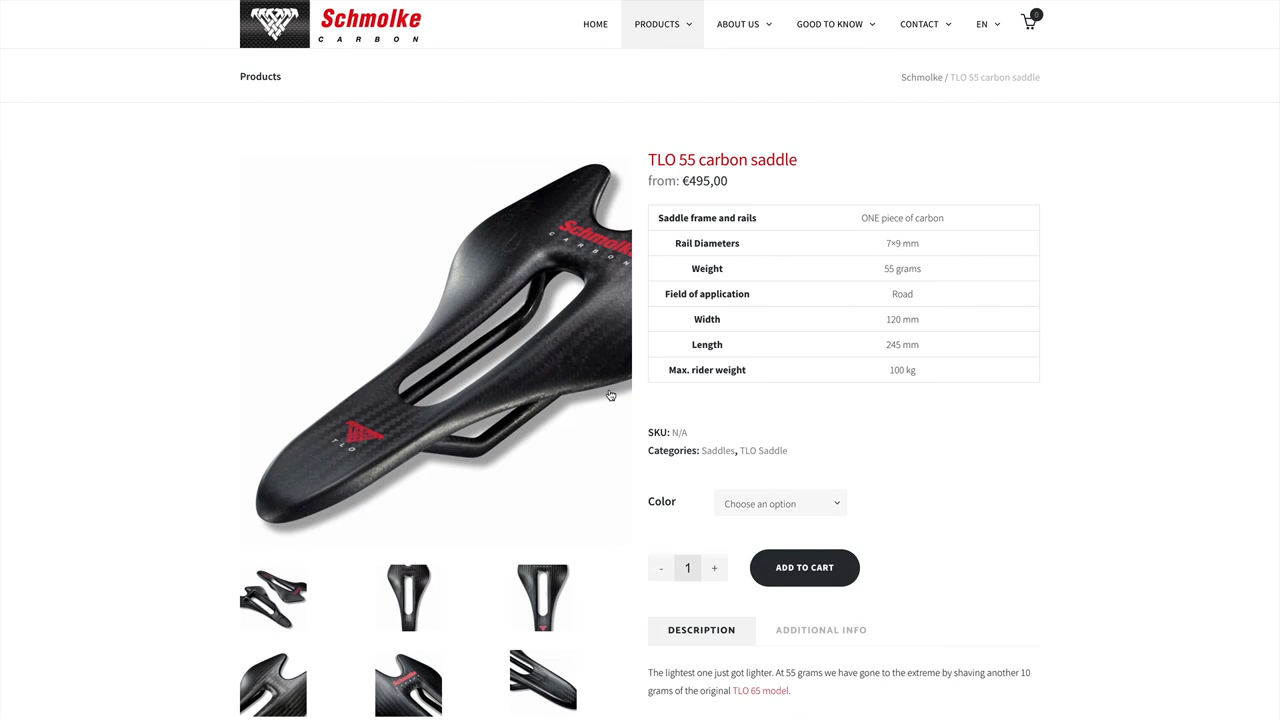 Schmolke
CARBON
HOME
PRODUCTS
ABOUT US
GOOD TO KNOW
CONTACT
EN
0
Products
Schmolke / TLO 55 carbon saddle
TLO 55 carbon saddle
from: €495,00
Saddle frame and rails ONE piece of carbon
Rail Diameters 7×9 mm
Weight 55 grams
Field of application Road
Width 120 mm
Length 245 mm
Max. rider weight 100 kg
Schmolke
CARBON
TLO
SKU: N/A
Categories: Saddles, TLO Saddle
Color Choose an option
- 1 +
ADD TO CART
DESCRIPTION
ADDITIONAL INFO
The lightest one just got lighter. At 55 grams we have gone to the extreme by shaving another 10
grams of the original TLO 65 model.